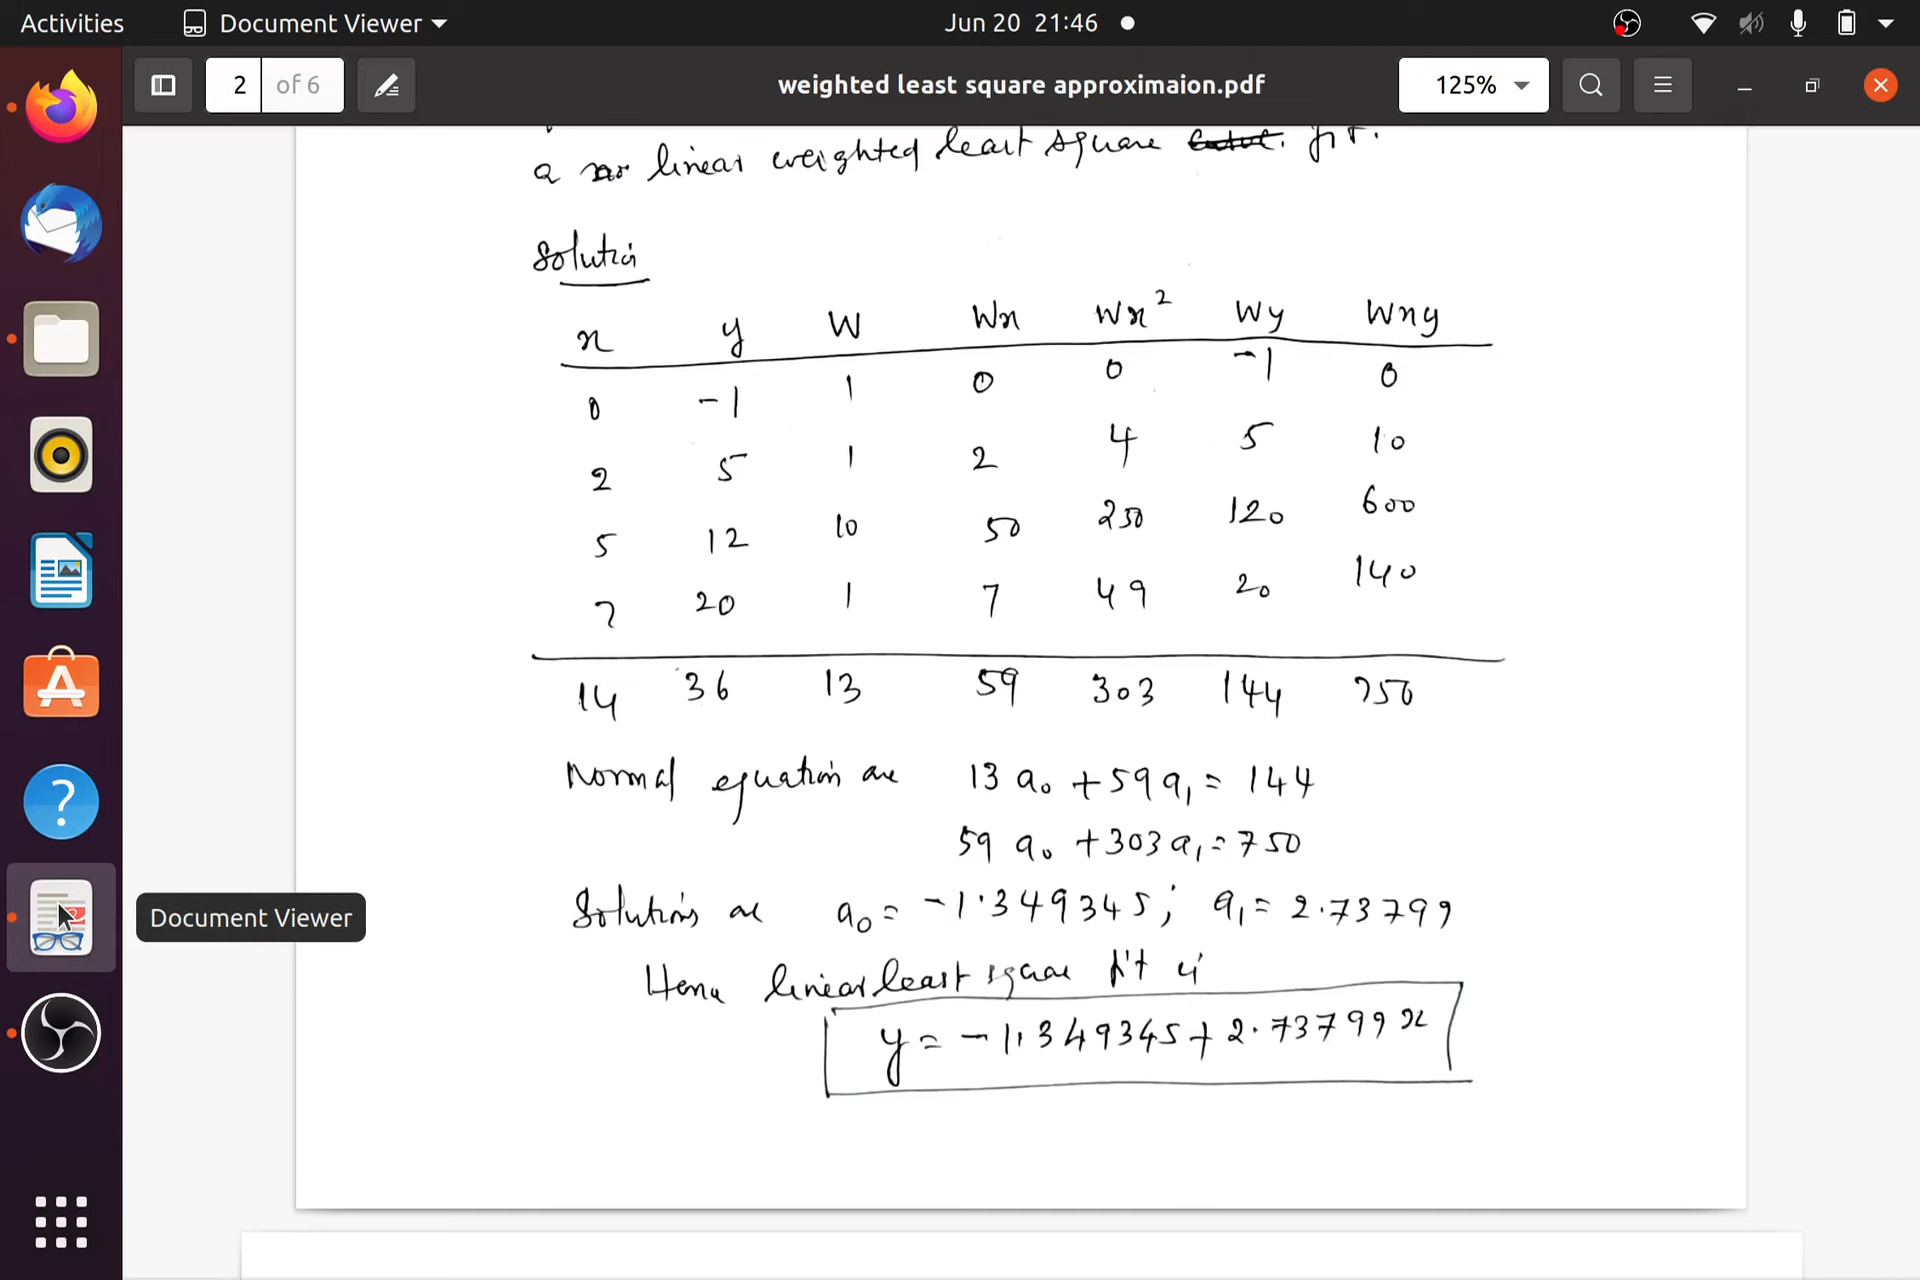 Activities Document Viewer Jun 20 21:46
2 of 6 weighted least square approximaion.pdf 125%
a linear weighted least square fit.
Solution
x y W Wx Wx² Wy Wxy
0 -1 1 0 0 -1 0
2 5 1 2 4 5 10
5 12 10 50 250 120 600
7 20 1 7 49 20 140
14 36 13 59 303 144 750
Normal equation are 13 a₀ + 59 a₁ = 144
59 a₀ + 303 a₁ = 750
Solutions are a₀ = -1.349345; a₁ = 2.73799
Document Viewer
Hence linear least square fit is
y = -1.349345 + 2.73799 x